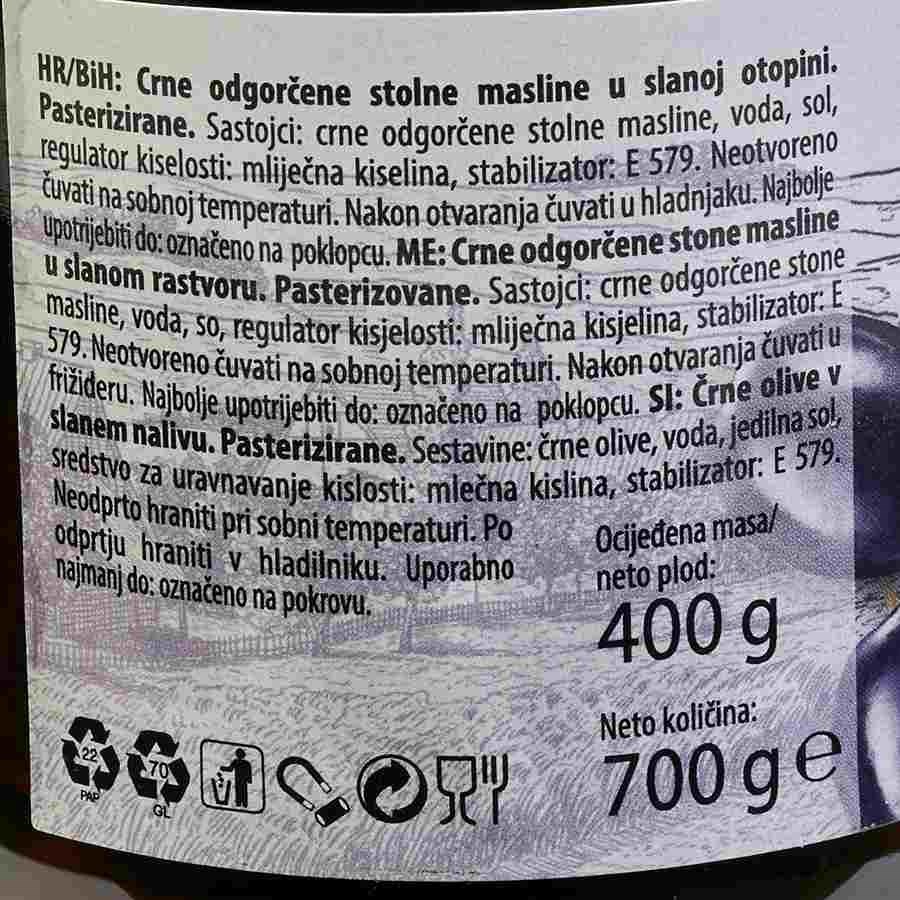 HR/BiH: Crne odgorčene stolne masline u slanoj otopini.
Pasterizirane. Sastojci: crne odgorčene stolne masline, voda, sol,
regulator kiselosti: mliječna kiselina, stabilizator: E 579. Neotvoreno
čuvati na sobnoj temperaturi. Nakon otvaranja čuvati u hladnjaku. Najbolje
upotrijebiti do: označeno na poklopcu. ME: Crne odgorčene stone masline
u slanom rastvoru. Pasterizovane. Sastojci: crne odgorčene stone
masline, voda, so, regulator kisjelosti: mliječna kisjelina, stabilizator: E
579. Neotvoreno čuvati na sobnoj temperaturi. Nakon otvaranja čuvati u
frižideru. Najbolje upotrijebiti do: označeno na poklopcu. SI: Črne olive v
slanem nalivu. Pasterizirane. Sestavine: črne olive, voda, jedilna sol,
sredstvo za uravnavanje kislosti: mlečna kislina, stabilizator: E 579.
Neodprto hraniti pri sobni temperaturi. Po
odprtju hraniti v hladilniku. Uporabno
najmanj do: označeno na pokrovu.
Ocijeđena masa/
neto plod:
400 g
Neto količina:
700 g e
22
PAP
70
GL